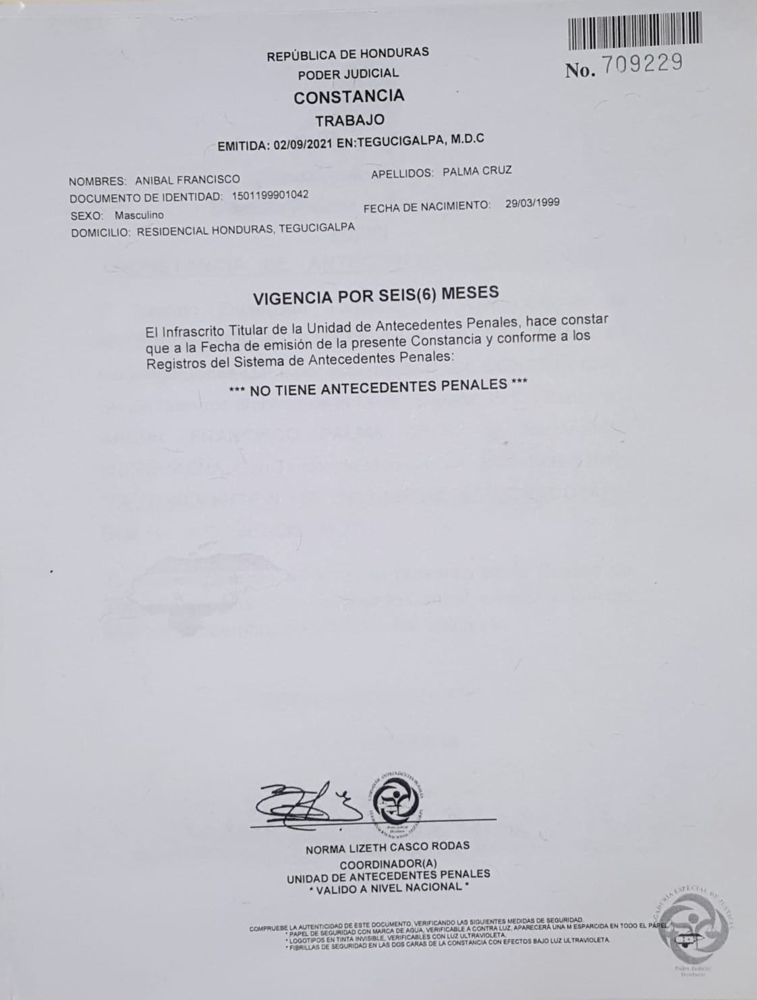 No. 709229
REPÚBLICA DE HONDURAS
PODER JUDICIAL
CONSTANCIA
TRABAJO
EMITIDA: 02/09/2021 EN:TEGUCIGALPA, M.D.C
NOMBRES: ANIBAL FRANCISCO APELLIDOS: PALMA CRUZ
DOCUMENTO DE IDENTIDAD: 1501199901042
SEXO: Masculino FECHA DE NACIMIENTO: 29/03/1999
DOMICILIO: RESIDENCIAL HONDURAS, TEGUCIGALPA
VIGENCIA POR SEIS(6) MESES
El Infrascrito Titular de la Unidad de Antecedentes Penales, hace constar
que a la Fecha de emisión de la presente Constancia y conforme a los
Registros del Sistema de Antecedentes Penales:
*** NO TIENE ANTECEDENTES PENALES ***
NORMA LIZETH CASCO RODAS
COORDINADOR(A)
UNIDAD DE ANTECEDENTES PENALES
* VALIDO A NIVEL NACIONAL *
COMPRUEBE LA AUTENTICIDAD DE ESTE DOCUMENTO, VERIFICANDO LAS SIGUIENTES MEDIDAS DE SEGURIDAD.
* PAPEL DE SEGURIDAD CON MARCA DE AGUA, VERIFICABLE A CONTRA LUZ, APARECERÁ UNA M ESPARCIDA EN TODO EL PAPEL
* LOGOTIPOS EN TINTA INVISIBLE, VERIFICABLES CON LUZ ULTRAVIOLETA.
* FIBRILLAS DE SEGURIDAD EN LAS DOS CARAS DE LA CONSTANCIA CON EFECTOS BAJO LUZ ULTRAVIOLETA.
ESPECIAL DE JUSTICIA
Poder Judicial
Honduras